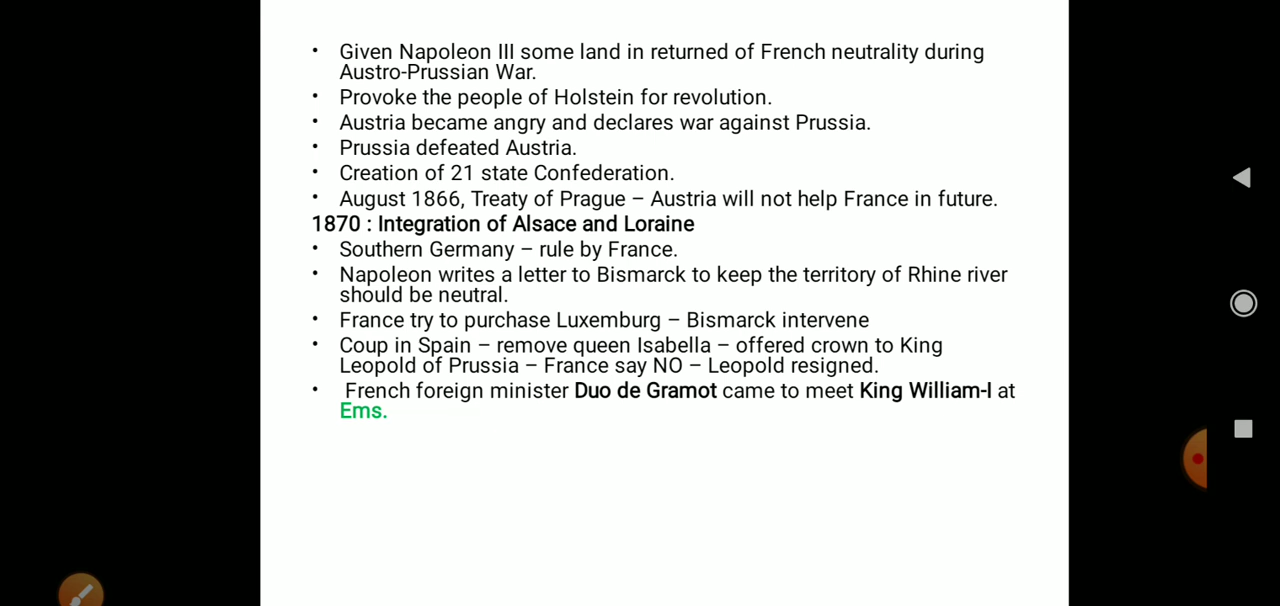 • Given Napoleon III some land in returned of French neutrality during
Austro-Prussian War.
• Provoke the people of Holstein for revolution.
• Austria became angry and declares war against Prussia.
• Prussia defeated Austria.
• Creation of 21 state Confederation.
• August 1866, Treaty of Prague – Austria will not help France in future.
1870 : Integration of Alsace and Loraine
• Southern Germany – rule by France.
• Napoleon writes a letter to Bismarck to keep the territory of Rhine river
should be neutral.
• France try to purchase Luxemburg – Bismarck intervene
• Coup in Spain – remove queen Isabella – offered crown to King
Leopold of Prussia – France say NO – Leopold resigned.
• French foreign minister Duo de Gramot came to meet King William-I at
Ems.